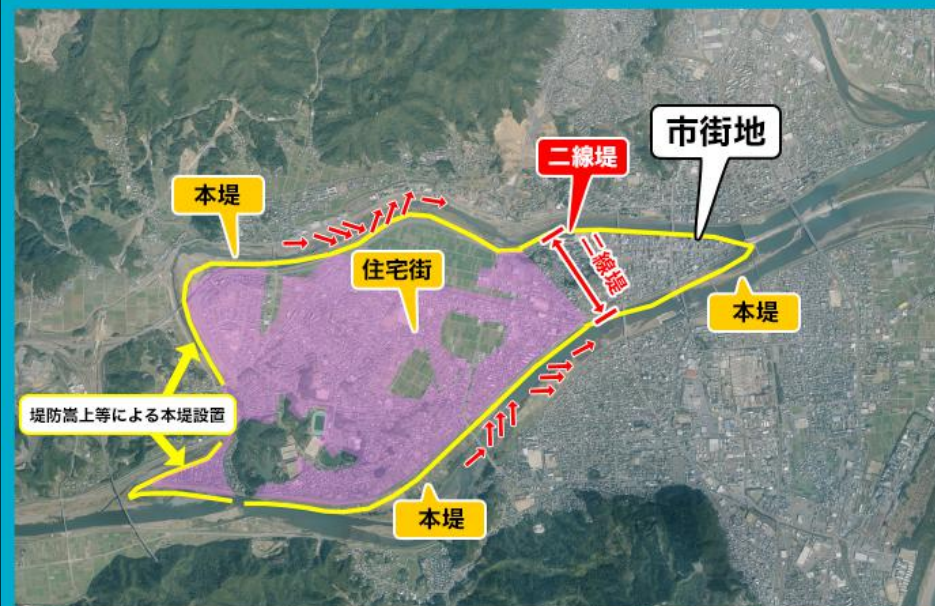 市街地
二線堤
本堤
二線堤
住宅街
本堤
堤防嵩上等による本堤設置
本堤